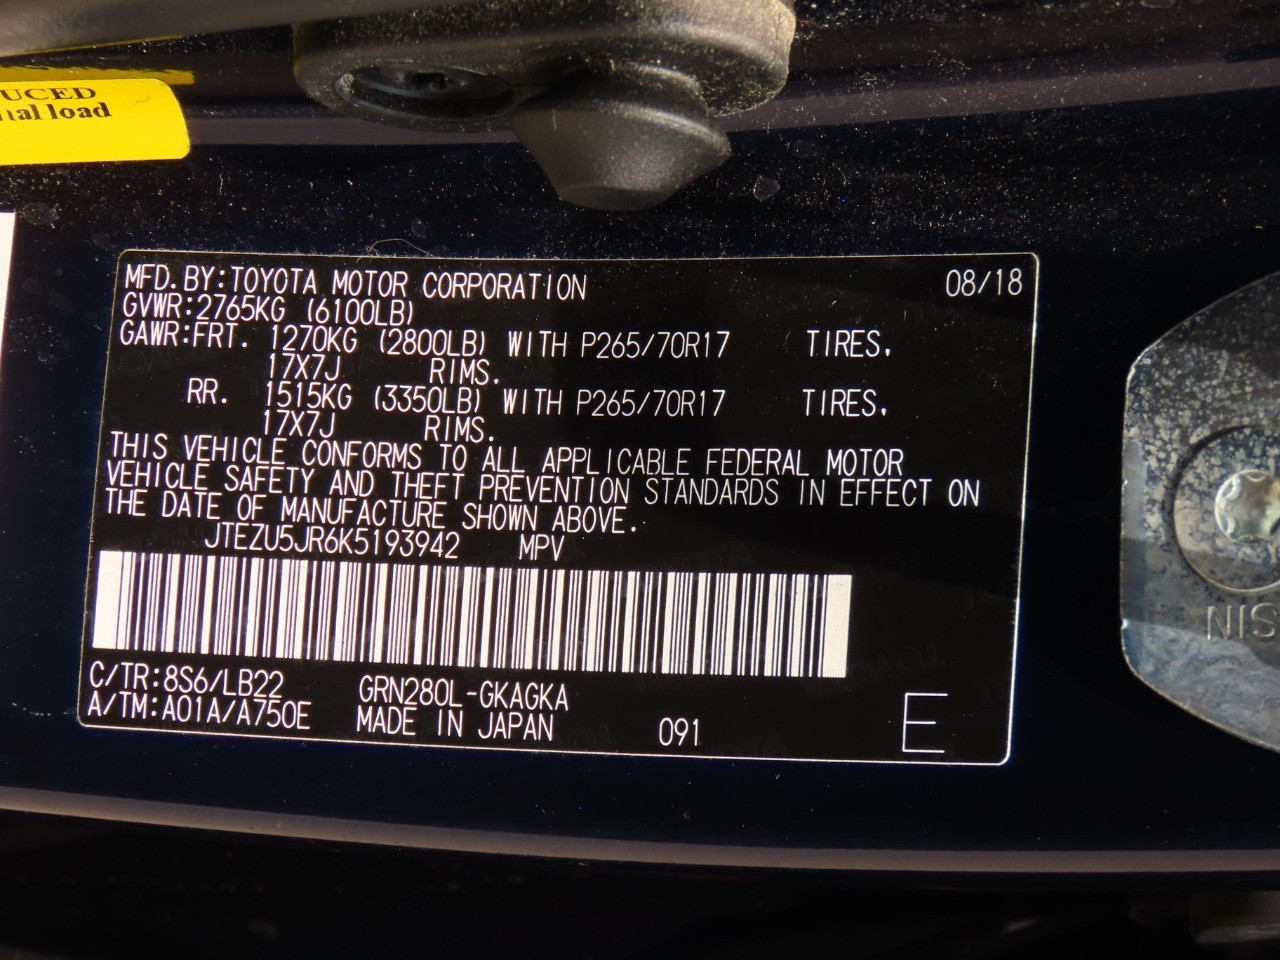 UCED
nal load
MFD. BY:TOYOTA MOTOR CORPORATION 08/18
GVWR:2765KG (6100LB)
GAWR:FRT. 1270KG (2800LB) WITH P265/70R17 TIRES.
17X7J RIMS.
RR. 1515KG (3350LB) WITH P265/70R17 TIRES.
17X7J RIMS.
THIS VEHICLE CONFORMS TO ALL APPLICABLE FEDERAL MOTOR
VEHICLE SAFETY AND THEFT PREVENTION STANDARDS IN EFFECT ON
THE DATE OF MANUFACTURE SHOWN ABOVE.
JTEZU5JR6K5193942 MPV
C/TR:8S6/LB22 GRN280L-GKAGKA
A/TM:A01A/A750E MADE IN JAPAN 091 E
NIS